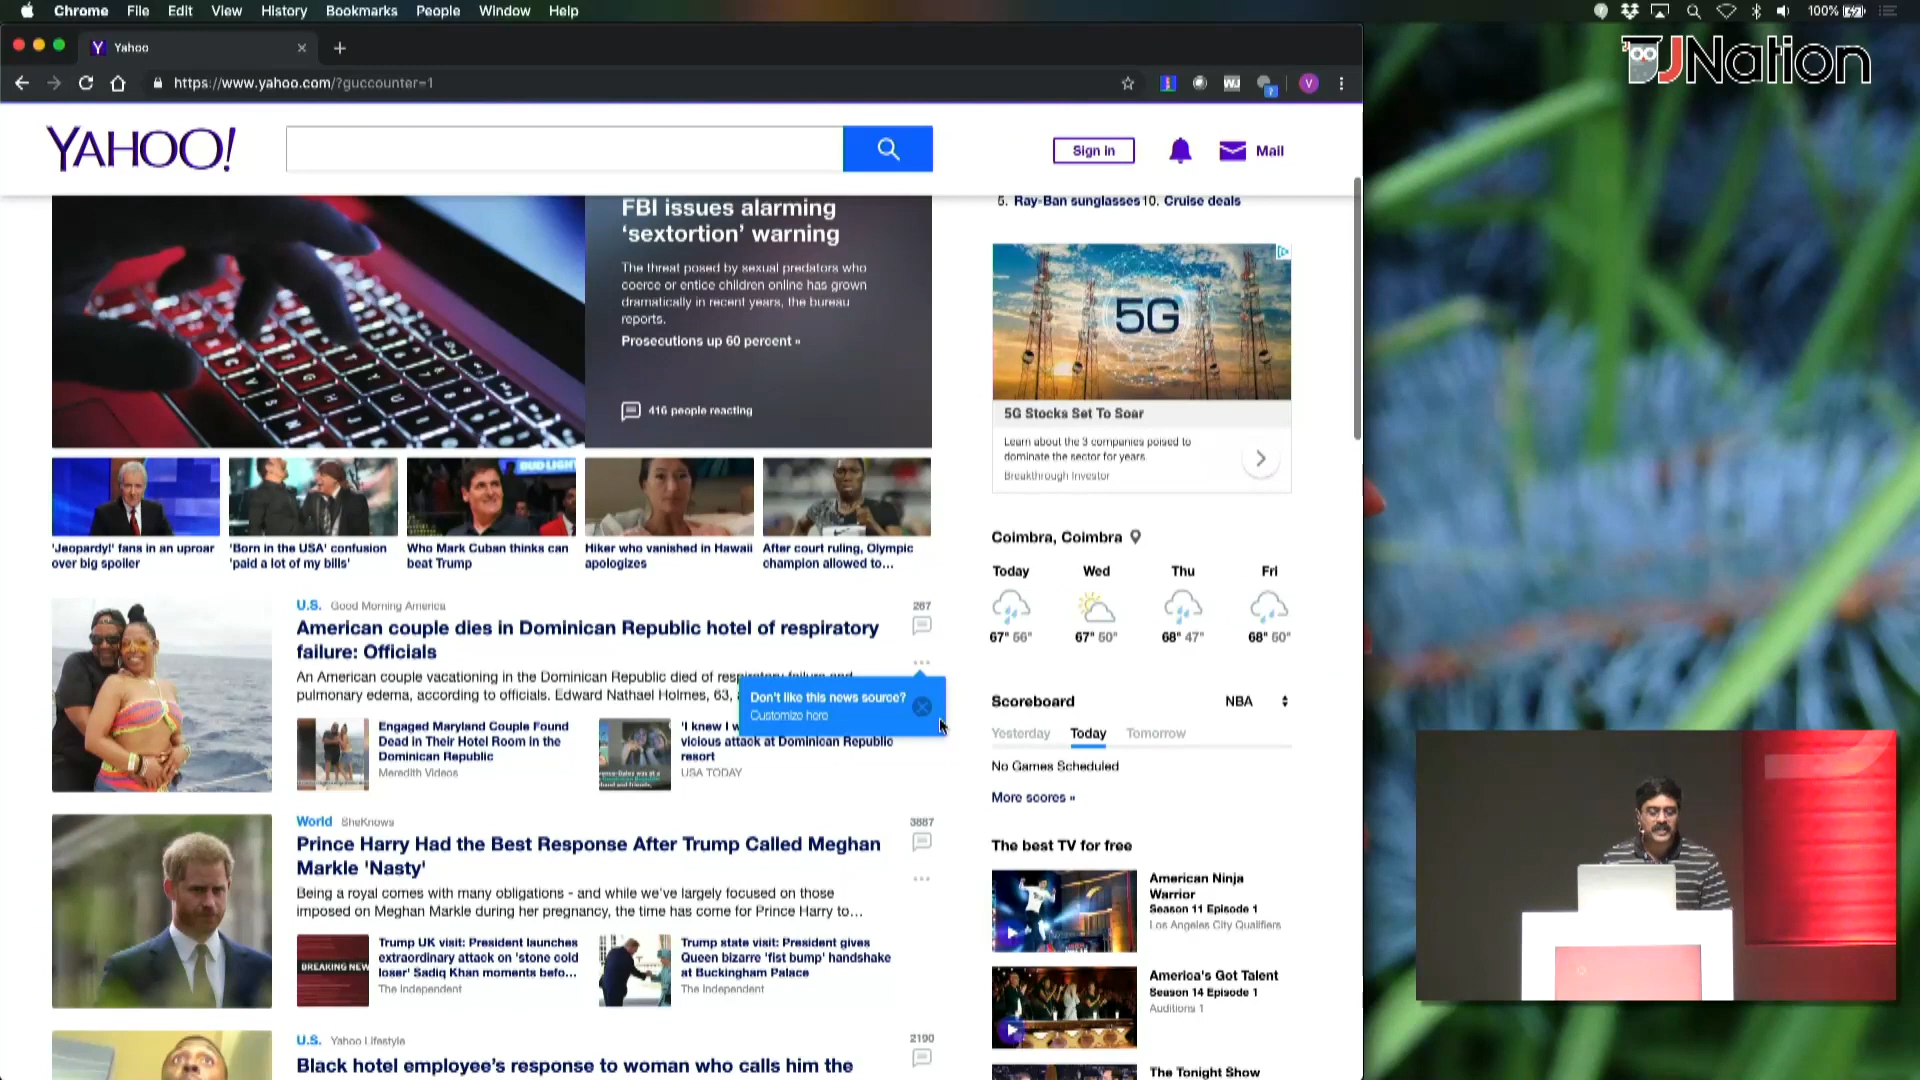 Chrome File Edit View History Bookmarks People Window Help
100%
JNation
Y Yahoo
https://www.yahoo.com/?guccounter=1
WJ
V
YAHOO!
Sign in
Mail
FBI issues alarming
‘sextortion’ warning
The threat posed by sexual predators who
coerce or entice children online has grown
dramatically in recent years, the bureau
reports.
Prosecutions up 60 percent »
416 people reacting
BUD LIGHT
'Jeopardy!' fans in an uproar
over big spoiler
'Born in the USA' confusion
'paid a lot of my bills'
Who Mark Cuban thinks can
beat Trump
Hiker who vanished in Hawaii
apologizes
After court ruling, Olympic
champion allowed to...
U.S. Good Morning America
267
American couple dies in Dominican Republic hotel of respiratory
failure: Officials
An American couple vacationing in the Dominican Republic died of respiratory failure and
pulmonary edema, according to officials. Edward Nathael Holmes, 63,
Don't like this news source?
Customize here
Engaged Maryland Couple Found
Dead in Their Hotel Room in the
Dominican Republic
Meredith Videos
'I knew I w
vicious attack at Dominican Republic
resort
USA TODAY
World SheKnows
3887
Prince Harry Had the Best Response After Trump Called Meghan
Markle 'Nasty'
Being a royal comes with many obligations - and while we've largely focused on those
imposed on Meghan Markle during her pregnancy, the time has come for Prince Harry to...
BREAKING NEW
Trump UK visit: President launches
extraordinary attack on 'stone cold
loser' Sadiq Khan moments befo...
The Independent
Trump state visit: President gives
Queen bizarre 'fist bump' handshake
at Buckingham Palace
The Independent
U.S. Yahoo Lifestyle
2190
Black hotel employee’s response to woman who calls him the
5. Ray-Ban sunglasses 10. Cruise deals
5G
5G Stocks Set To Soar
Learn about the 3 companies poised to
dominate the sector for years.
Breakthrough Investor
Coimbra, Coimbra
Today Wed Thu Fri
67° 56° 67° 50° 68° 47° 68° 50°
Scoreboard
NBA
Yesterday Today Tomorrow
No Games Scheduled
More scores »
The best TV for free
American Ninja
Warrior
Season 11 Episode 1
Los Angeles City Qualifiers
America's Got Talent
Season 14 Episode 1
Auditions 1
The Tonight Show